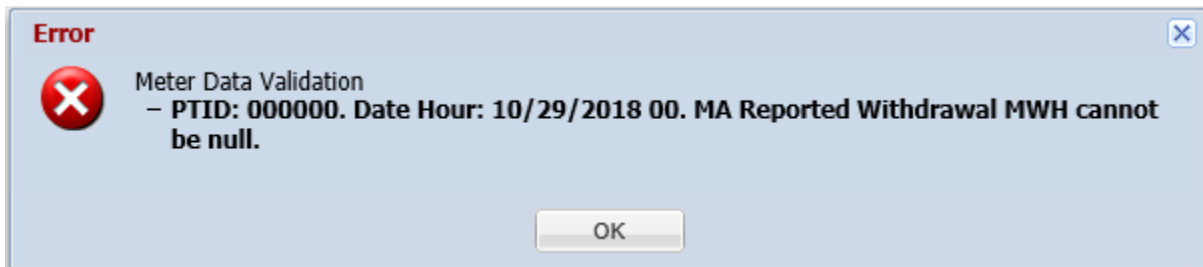 Error
Meter Data Validation
– PTID: 000000. Date Hour: 10/29/2018 00. MA Reported Withdrawal MWH cannot
be null.
OK